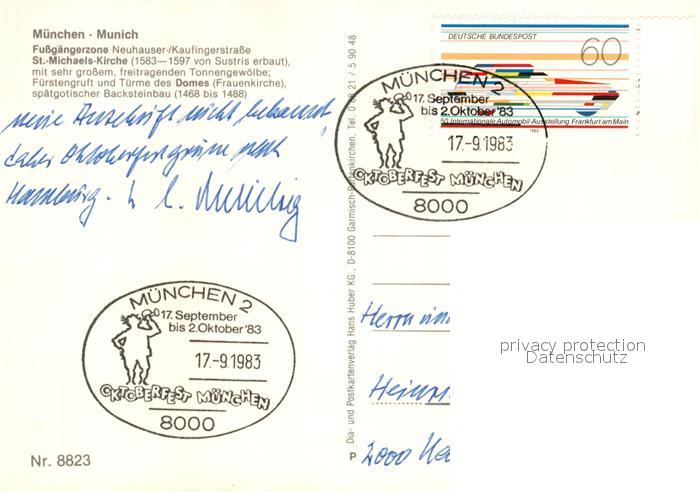 München - Munich
Fußgängerzone Neuhauser-/Kaufingerstraße
St.-Michaels-Kirche (1583—1597 von Sustris erbaut),
mit sehr großem, freitragenden Tonnengewölbe;
Fürstengruft und Türme des Domes (Frauenkirche),
spätgotischer Backsteinbau (1468 bis 1488)
meine Anschrift nicht bekannt,
daher Oktoberfestgrüße nach
Hamburg.
MÜNCHEN 2
17. September
bis 2. Oktober '83
17.-9.1983
OKTOBERFEST MÜNCHEN
8000
Nr. 8823
Dia- und Postkartenverlag Hans Huber KG., D-8100 Garmisch-Partenkirchen, Tel. 0 88 21 / 5 90 48
P
DEUTSCHE BUNDESPOST
60
50 Internationale Automobil-Ausstellung Frankfurt am Main
1983
MÜNCHEN 2
17. September
bis 2. Oktober '83
17.-9.1983
OKTOBERFEST MÜNCHEN
8000
Herrn
privacy protection
Datenschutz
2000